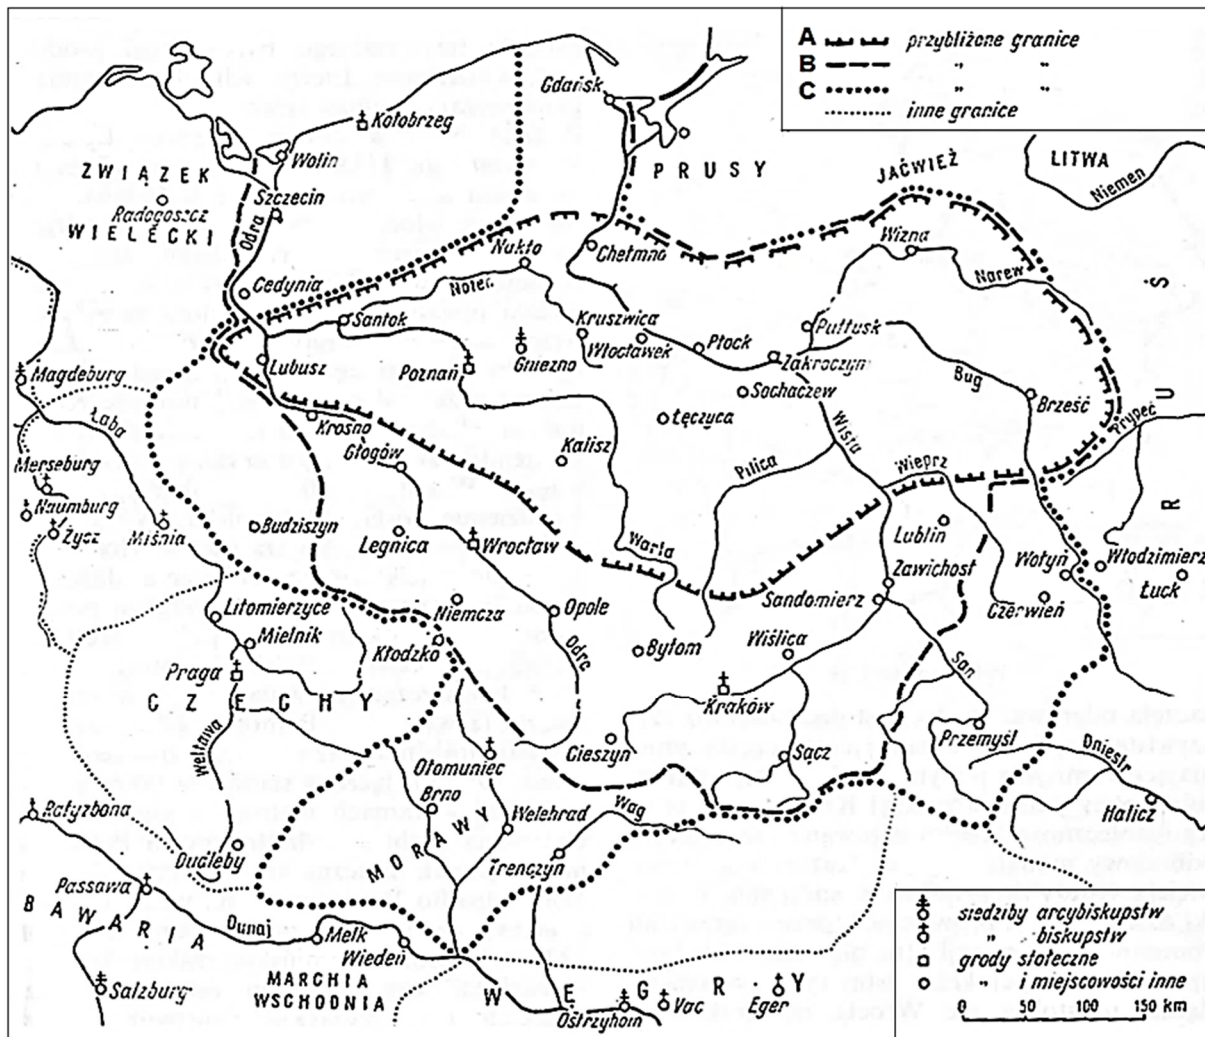 A przybliżone granice
B „ „
C „ „
inne granice
Gdańsk
Kołobrzeg
Wolin
ZWIĄZEK
WIELECKI
Radogoszcz
Szczecin
Odra
PRUSY
JAĆWIEŻ
LITWA
Niemen
Nakło
Chełmno
Wizna
Narew
RUŚ
Cedynia
Noteć
Santok
Kruszwica
Włocławek
Płock
Pułtusk
Zakroczym
Bug
Magdeburg
Lubusz
Poznań
Gniezno
Sochaczew
Brześć
Prypeć
Łaba
Krosno
Łęczyca
Wisła
Merseburg
Głogów
Kalisz
Pilica
Wieprz
Naumburg
Życz
Miśnia
Budziszyn
Legnica
Wrocław
Warta
Lublin
Wołyń
Włodzimierz
Łuck
Zawichost
Czerwień
Litomierzyce
Niemcza
Opole
Sandomierz
Mielnik
Kłodzko
Odra
Bytom
Wiślica
San
Praga
CZECHY
Kraków
Wełtawa
Cieszyn
Sącz
Przemyśl
Dniestr
Ołomuniec
Halicz
Ratyzbona
Brno
Welehrad
Wag
MORAWY
Dudleby
Trenczyn
Passawa
BAWARIA
Dunaj
Melk
Wiedeń
Salzburg
MARCHIA
WSCHODNIA
WĘGRY
Ostrzyhom
Vac
Eger
siedziby arcybiskupstw
„ biskupstw
grody stołeczne
i miejscowości inne
0 50 100 150 km